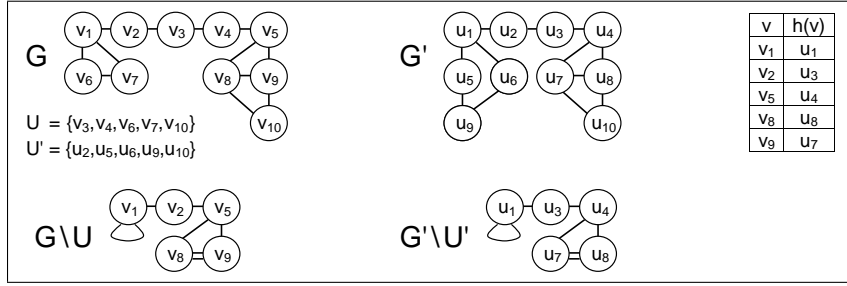 G
v1 v2 v3 v4 v5
v6 v7 v8 v9
v10
U = {v3,v4,v6,v7,v10}
U' = {u2,u5,u6,u9,u10}
G'
u1 u2 u3 u4
u5 u6 u7 u8
u9 u10
v h(v)
v1 u1
v2 u3
v5 u4
v8 u8
v9 u7
G\U
v1 v2 v5
v8 v9
G'\U'
u1 u3 u4
u7 u8